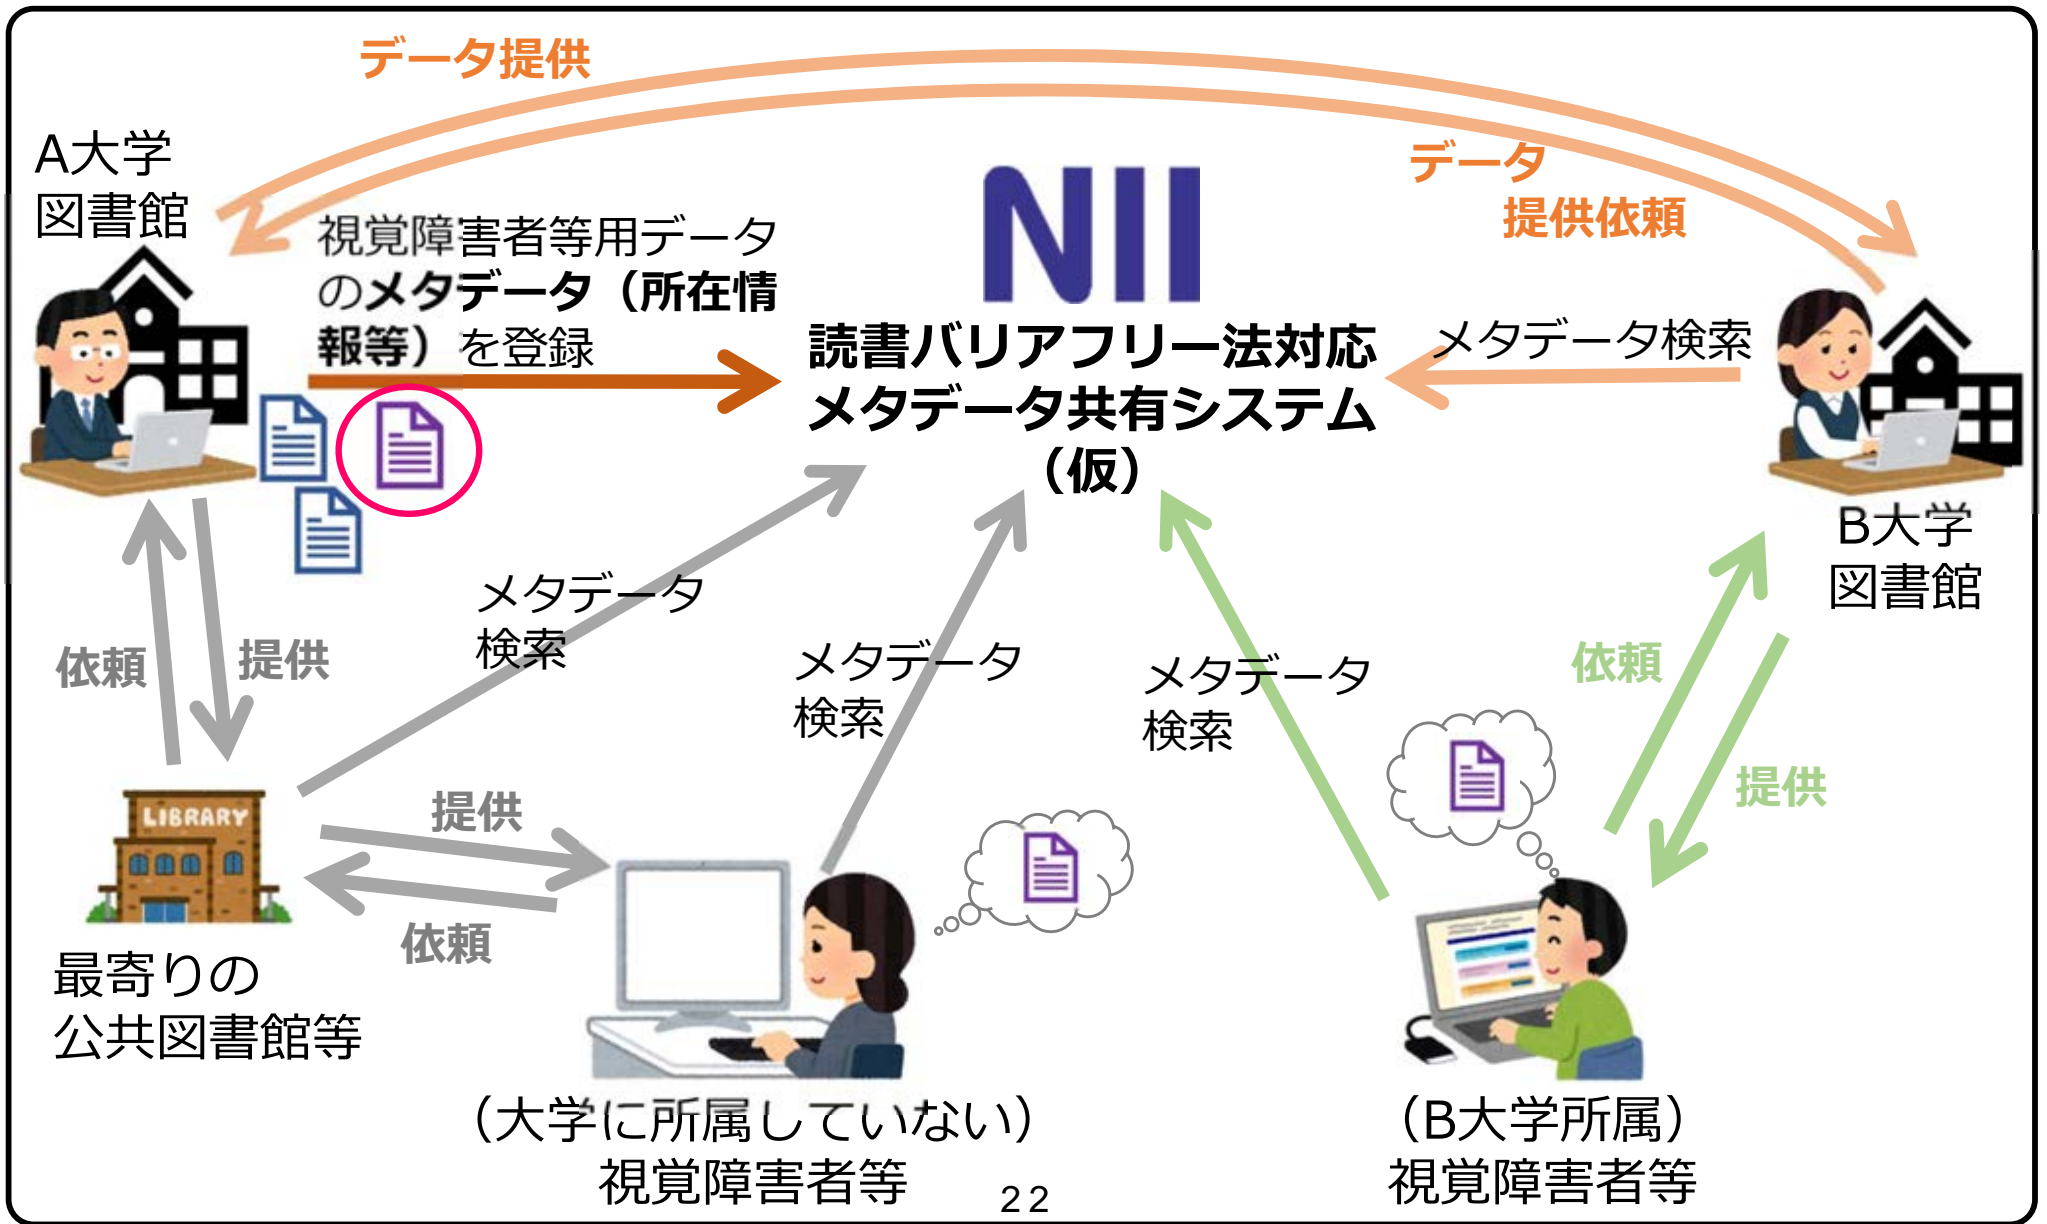 データ提供
A大学
図書館
視覚障害者等用データ
のメタデータ（所在情
報等）を登録
NII
読書バリアフリー法対応
メタデータ共有システム
（仮）
データ
提供依頼
メタデータ検索
B大学
図書館
メタデータ
検索
メタデータ
検索
メタデータ
検索
依頼
提供
依頼
提供
LIBRARY
提供
依頼
最寄りの
公共図書館等
（大学に所属していない）
視覚障害者等
（B大学所属）
視覚障害者等
22